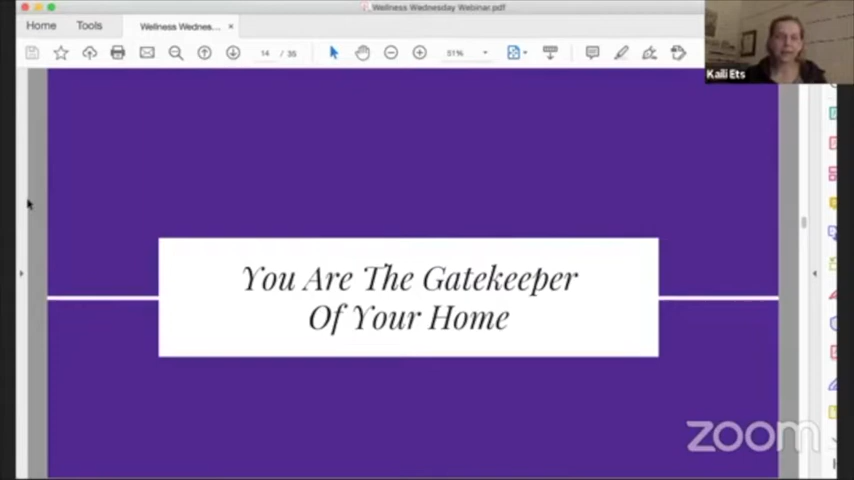 Wellness Wednesday Webinar.pdf
Home
Tools
Wellness Wednes...
14 / 35
51%
Kaili Ets
You Are The Gatekeeper
Of Your Home
zoom